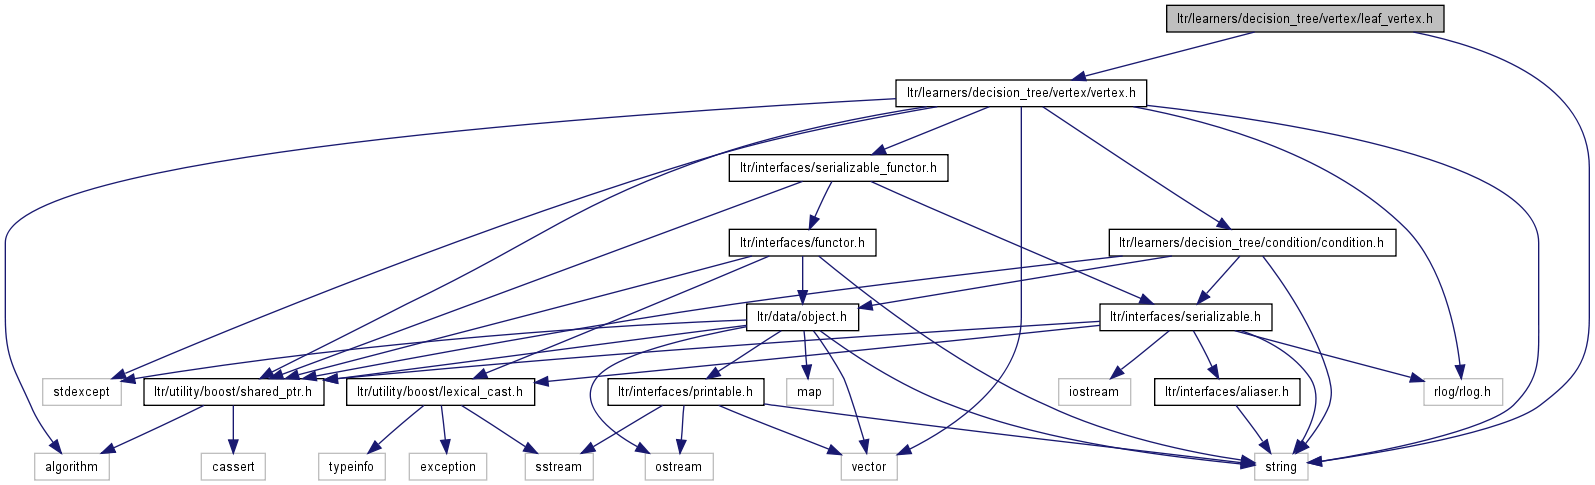 ltr/learners/decision_tree/vertex/leaf_vertex.h
ltr/learners/decision_tree/vertex/vertex.h
ltr/interfaces/serializable_functor.h
ltr/interfaces/functor.h
ltr/learners/decision_tree/condition/condition.h
ltr/data/object.h
ltr/interfaces/serializable.h
stdexcept
ltr/utility/boost/shared_ptr.h
ltr/utility/boost/lexical_cast.h
ltr/interfaces/printable.h
map
iostream
ltr/interfaces/aliaser.h
rlog/rlog.h
algorithm
cassert
typeinfo
exception
sstream
ostream
vector
string